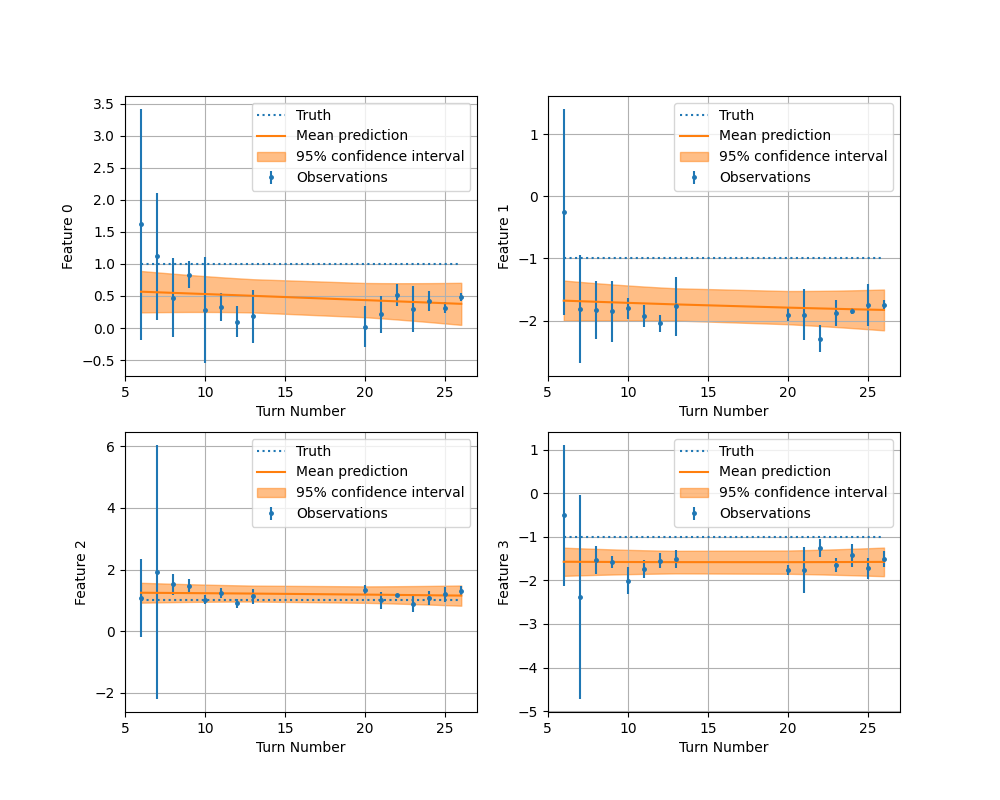 3.5
3.0
2.5
2.0
1.5
1.0
0.5
0.0
−0.5
Feature 0
5
10
15
20
25
Turn Number
Truth
Mean prediction
95% confidence interval
Observations
1
0
−1
−2
Feature 1
5
10
15
20
25
Turn Number
Truth
Mean prediction
95% confidence interval
Observations
6
4
2
0
−2
Feature 2
5
10
15
20
25
Turn Number
Truth
Mean prediction
95% confidence interval
Observations
1
0
−1
−2
−3
−4
−5
Feature 3
5
10
15
20
25
Turn Number
Truth
Mean prediction
95% confidence interval
Observations